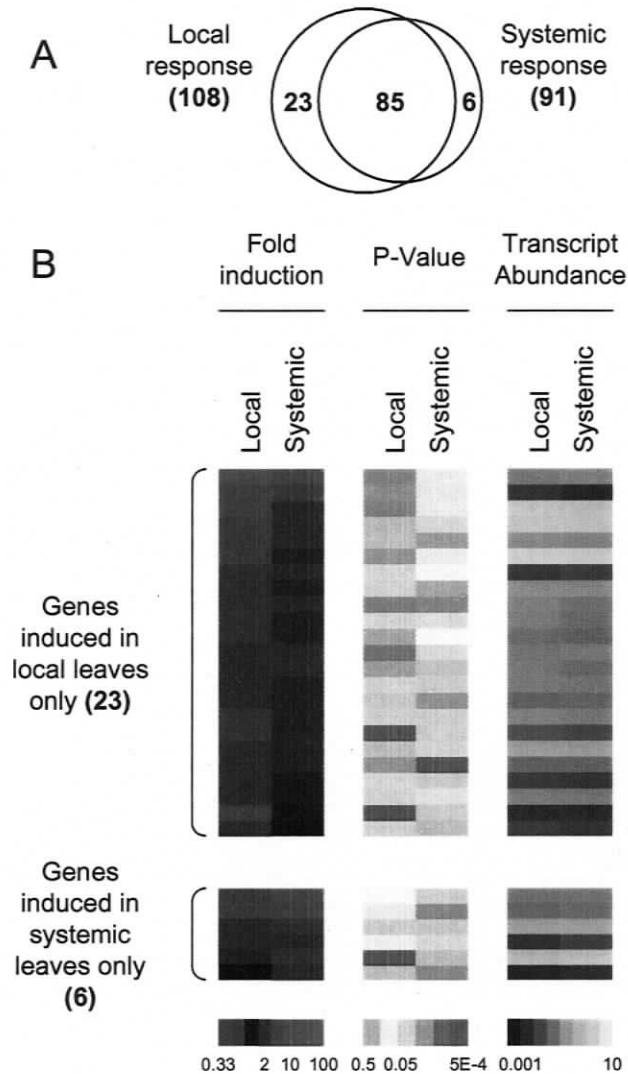 A
Local
response
(108)
23
85
6
Systemic
response
(91)
B
Fold
induction
P-Value
Transcript
Abundance
Local
Systemic
Local
Systemic
Local
Systemic
Genes
induced in
local leaves
only (23)
Genes
induced in
systemic
leaves only
(6)
0.33 2 10 100
0.5 0.05 5E-4
0.001 10